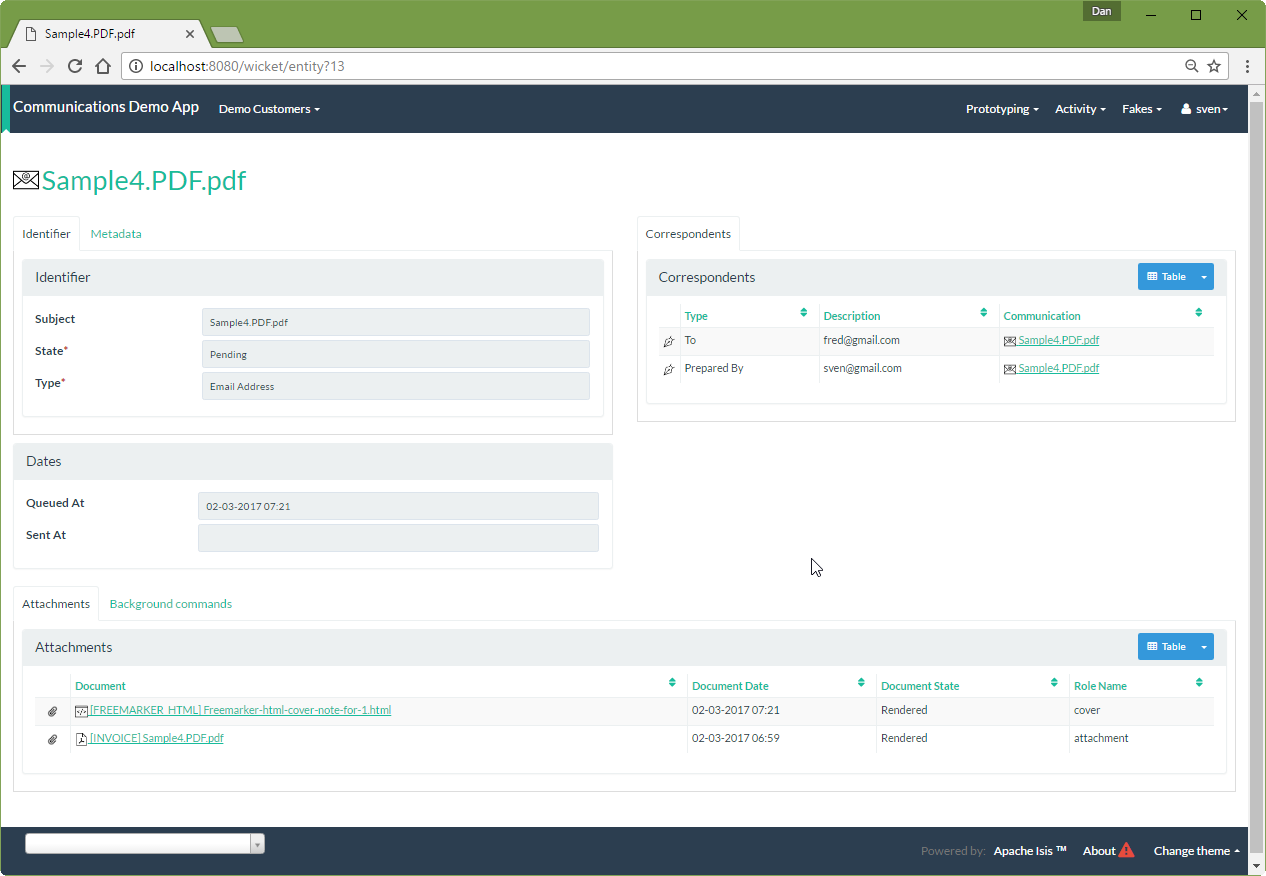 Dan
Sample4.PDF.pdf
localhost:8080/wicket/entity?13
Communications Demo App Demo Customers Prototyping Activity Fakes sven
Sample4.PDF.pdf
Identifier Metadata
Identifier
Subject Sample4.PDF.pdf
State* Pending
Type* Email Address
Correspondents
Correspondents Table
Type Description Communication
To fred@gmail.com Sample4.PDF.pdf
Prepared By sven@gmail.com Sample4.PDF.pdf
Dates
Queued At 02-03-2017 07:21
Sent At
Attachments Background commands
Attachments Table
Document Document Date Document State Role Name
[FREEMARKER_HTML] Freemarker-html-cover-note-for-1.html 02-03-2017 07:21 Rendered cover
[INVOICE] Sample4.PDF.pdf 02-03-2017 06:59 Rendered attachment
Powered by: Apache Isis ™ About Change theme